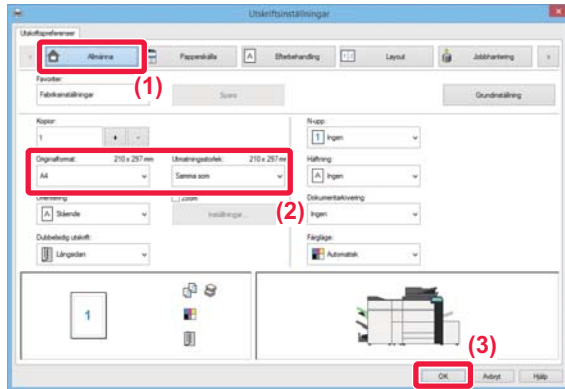 Utskriftsinställningar
Utskriftspreferenser
Allmänna
Papperskälla
Efterbehandling
Layout
Jobbhantering
(1)
Favoriter:
Fabriksinställningar
Spara
Grundinställning
Kopior:
1
+
-
N-upp:
Ingen
Originalformat:
210 x 297 mm
Utmatningsstorlek:
210 x 297 mm
Häftning:
A4
Samma som
Ingen
(2)
Orientering:
Zoom
Dokumentarkivering:
Stående
Inställningar...
Ingen
Dubbelsidig utskrift:
Färgläge:
Långsidan
Automatisk
1
(3)
OK
Avbryt
Hjälp